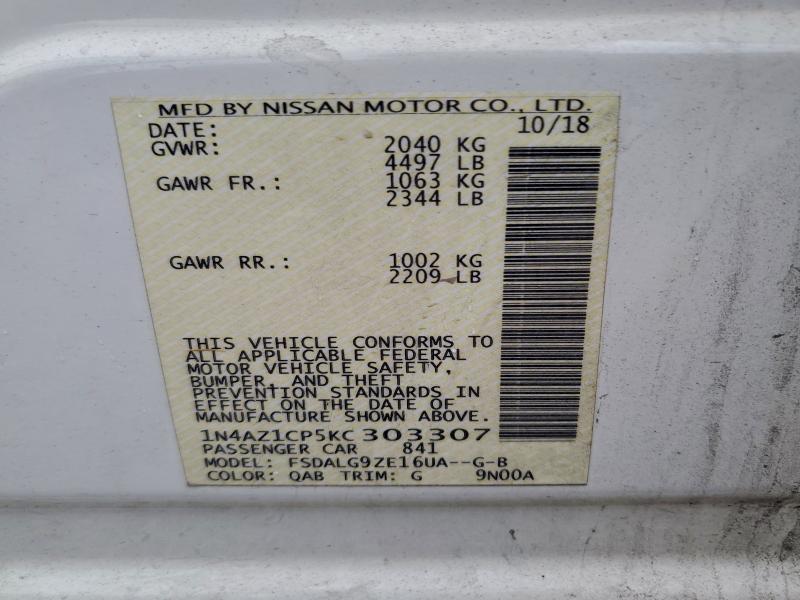 MFD BY NISSAN MOTOR CO., LTD.
DATE: 10/18
GVWR: 2040 KG
4497 LB
GAWR FR.: 1063 KG
2344 LB
GAWR RR.: 1002 KG
2209 LB
THIS VEHICLE CONFORMS TO
ALL APPLICABLE FEDERAL
MOTOR VEHICLE SAFETY,
BUMPER, AND THEFT
PREVENTION STANDARDS IN
EFFECT ON THE DATE OF
MANUFACTURE SHOWN ABOVE.
1N4AZ1CP5KC303307
PASSENGER CAR 841
MODEL: FSDALG9ZE16UA--G-B
COLOR: QAB TRIM: G 9N00A